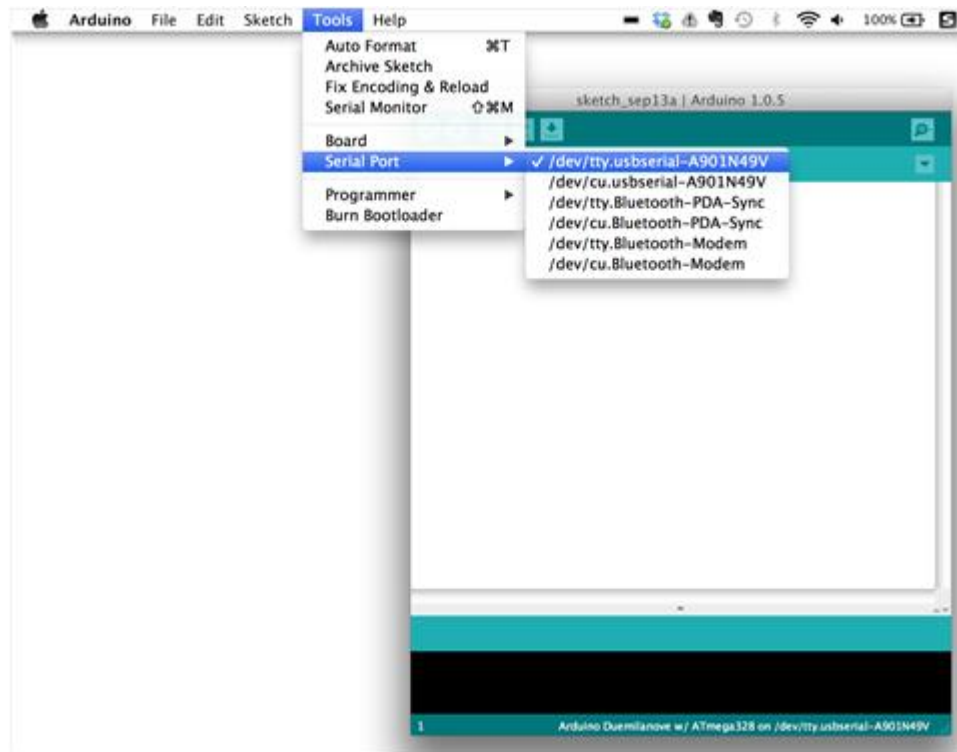 Arduino File Edit Sketch Tools Help 100%
Auto Format ⌘T
Archive Sketch
Fix Encoding & Reload
Serial Monitor ⇧⌘M
sketch_sep13a | Arduino 1.0.5
Board
Serial Port
✓ /dev/tty.usbserial-A901N49V
/dev/cu.usbserial-A901N49V
Programmer
/dev/tty.Bluetooth-PDA-Sync
Burn Bootloader
/dev/cu.Bluetooth-PDA-Sync
/dev/tty.Bluetooth-Modem
/dev/cu.Bluetooth-Modem
1 Arduino Duemilanove w/ ATmega328 on /dev/tty.usbserial-A901N49V